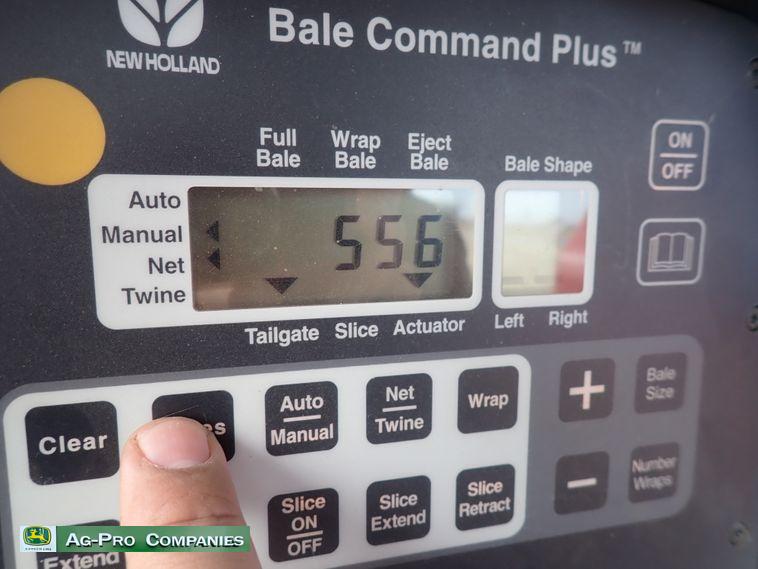 NEW HOLLAND
Bale Command Plus™
Full Bale
Wrap Bale
Eject Bale
Bale Shape
ON
OFF
Auto
Manual
Net
Twine
556
Tailgate
Slice
Actuator
Left
Right
Clear
Auto
Manual
Net
Twine
Wrap
+
Bale
Size
Slice
ON
OFF
Slice
Extend
Slice
Retract
−
Number
Wraps
Extend
AG-PRO COMPANIES